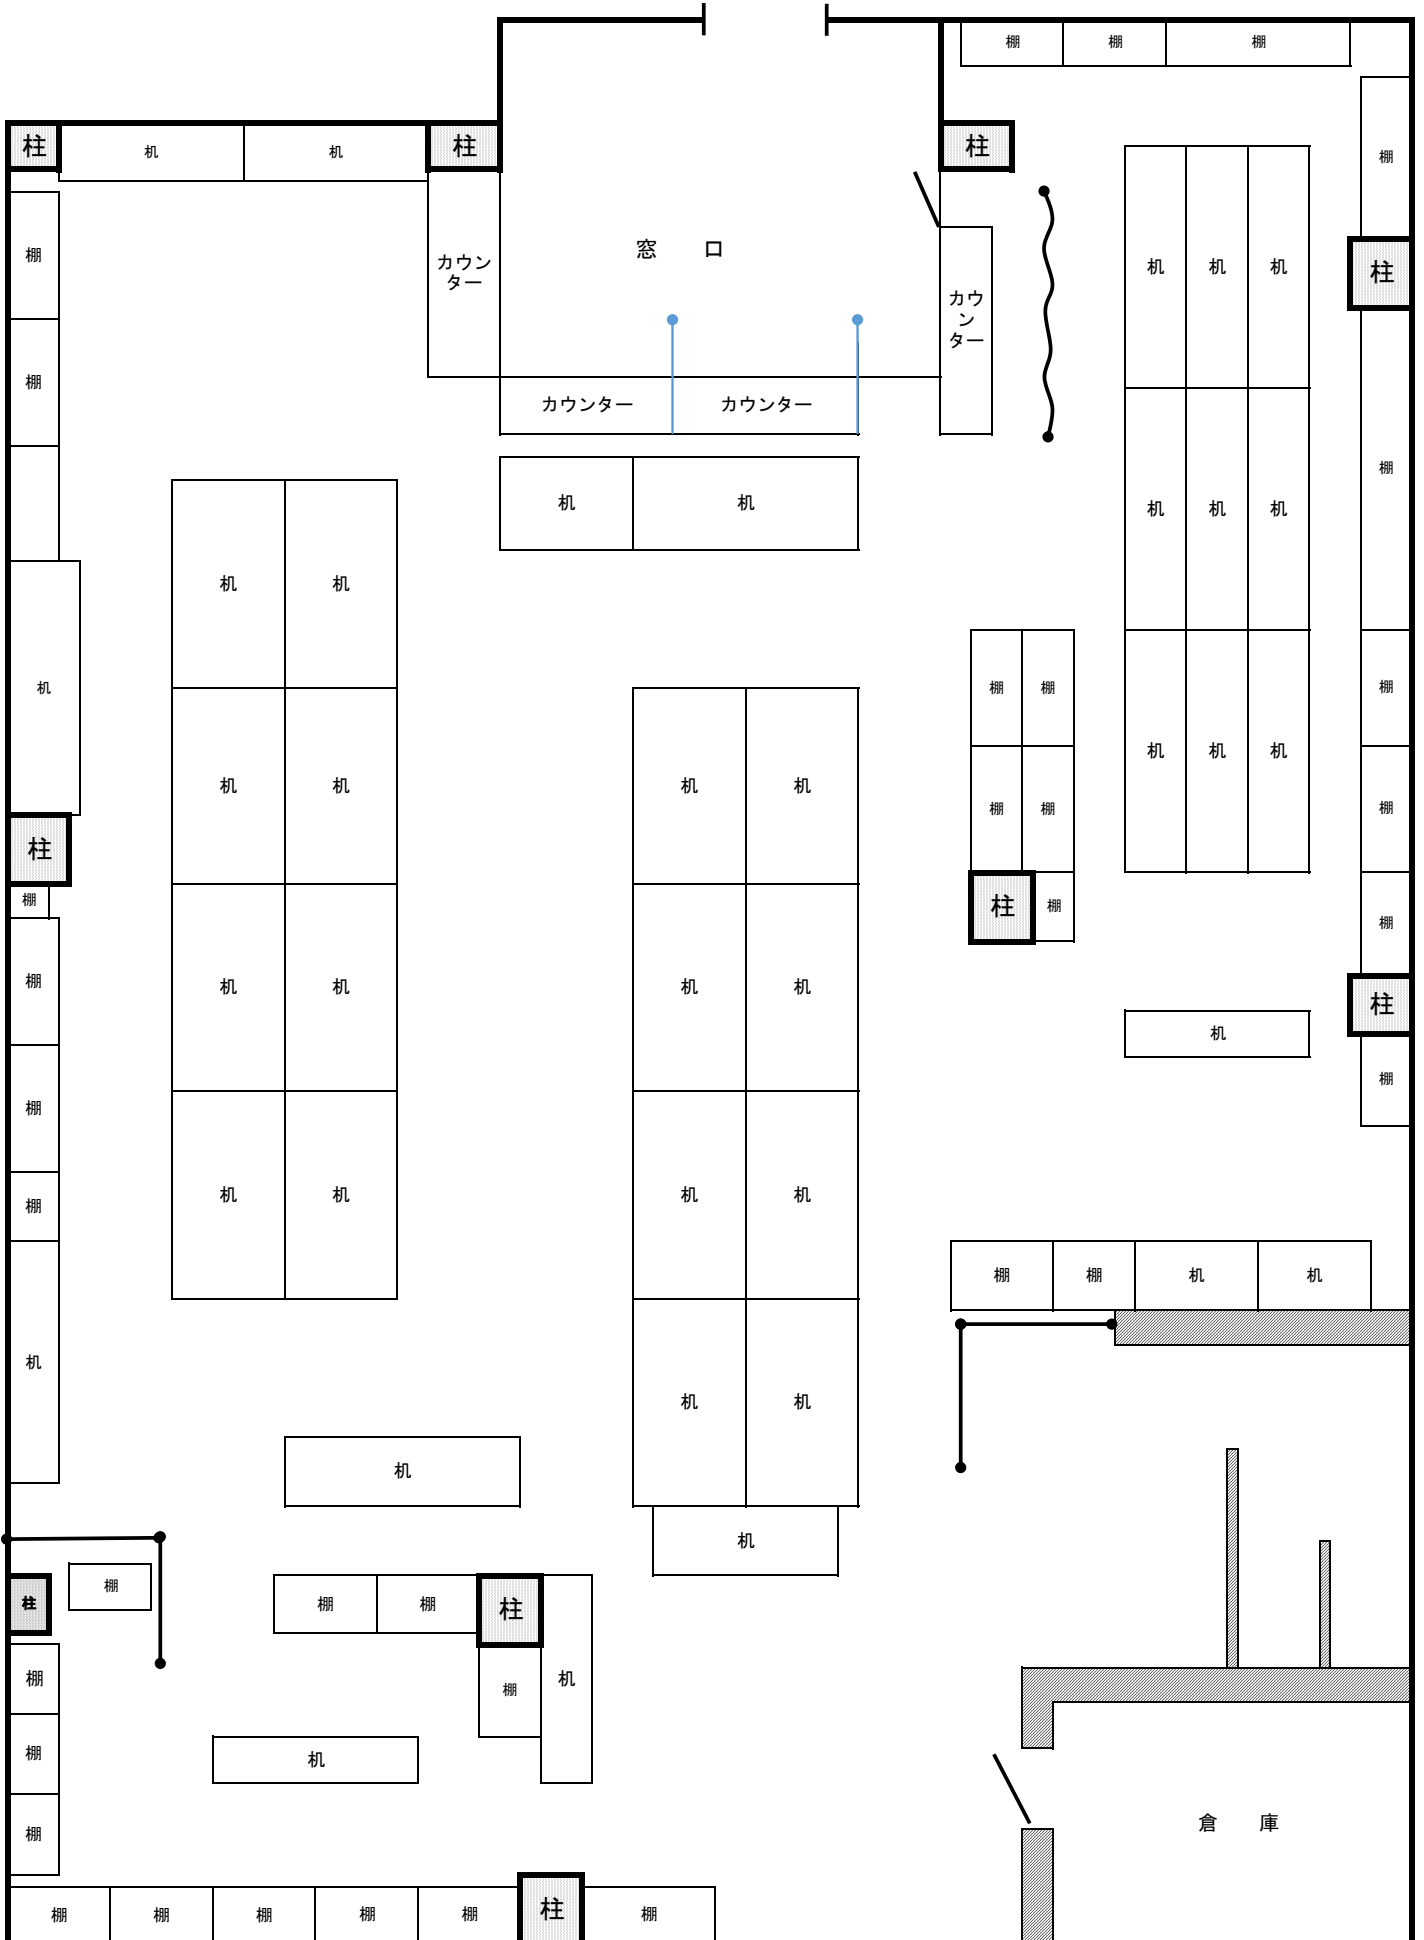 棚 棚 棚
柱 机 机 柱 柱
棚
棚
窓 口
カウン
ター
カウ
ン
ター
机 机 机
柱
棚
カウンター カウンター
棚
机 机
机 机 机
机 机
机
棚 棚
棚
机 机 机
机 机
机 机
棚 棚
棚
柱
棚
柱 棚
棚
棚
机 机
机 机
柱
机
棚
棚
机 机
机 机
棚
棚 棚 机 机
机
机 机
机
机
棚
柱
棚 棚 柱
棚
棚
机
棚
机
棚
倉 庫
棚 棚 棚 棚 棚 柱 棚